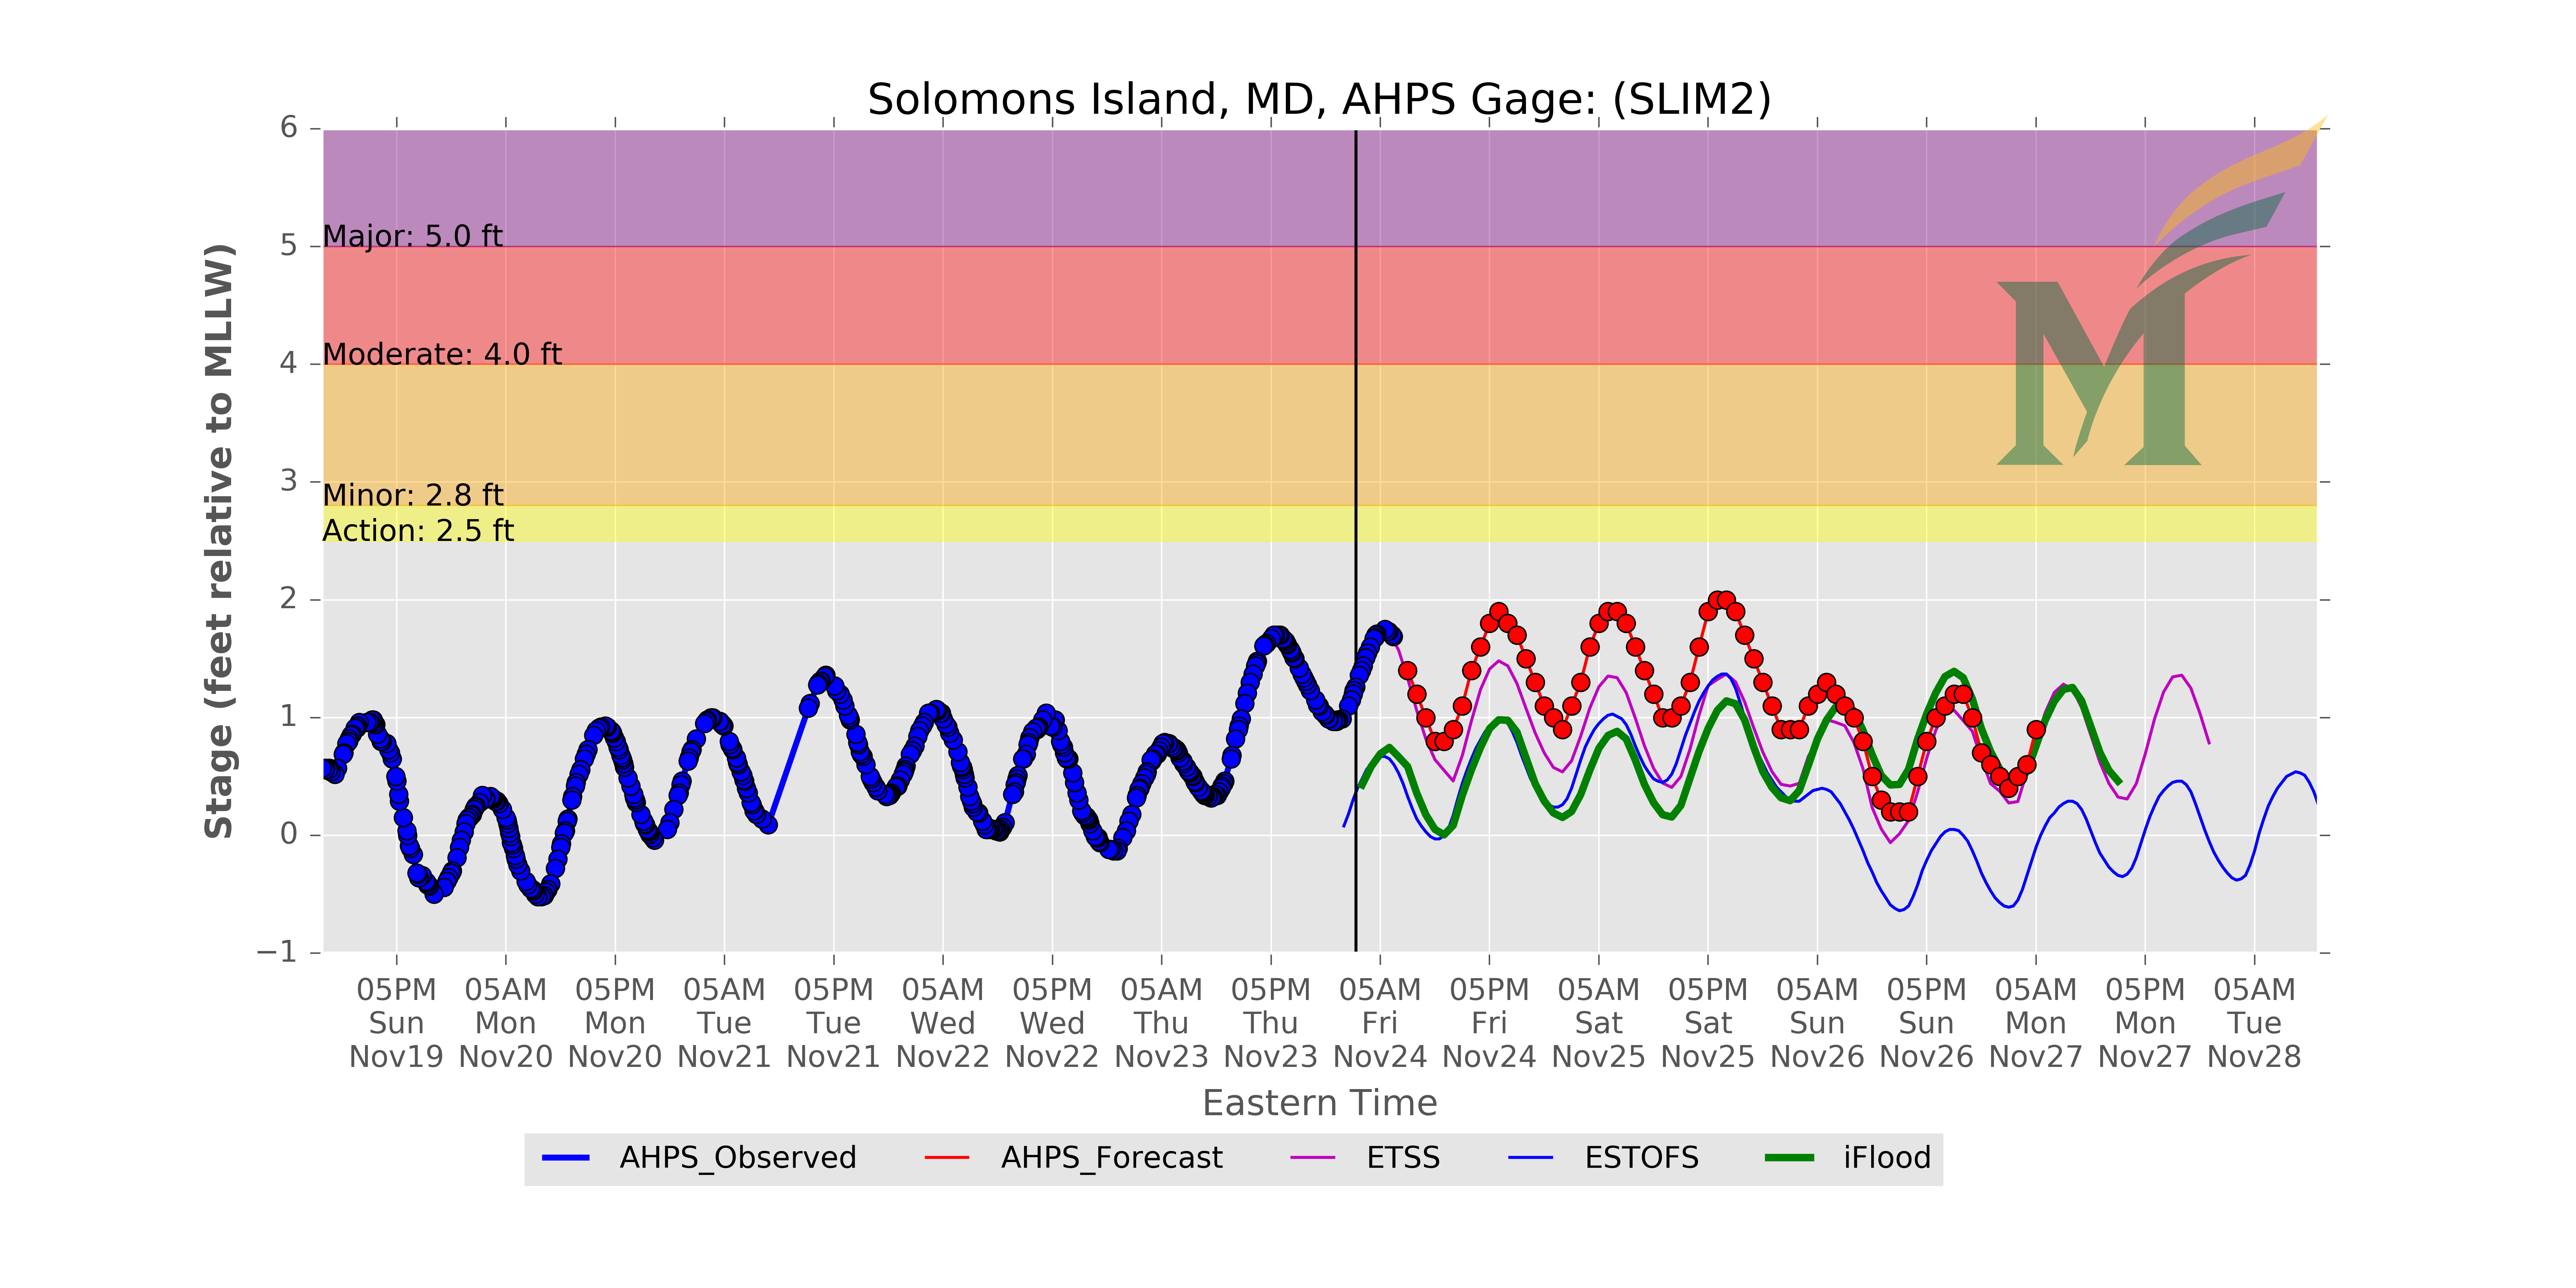 Solomons Island, MD, AHPS Gage: (SLIM2)
6
5
4
3
2
1
0
−1
Stage (feet relative to MLLW)
Major: 5.0 ft
Moderate: 4.0 ft
Minor: 2.8 ft
Action: 2.5 ft
M
05PM 05AM 05PM 05AM 05PM 05AM 05PM 05AM 05PM 05AM 05PM 05AM 05PM 05AM 05PM 05AM 05PM 05AM
Sun Mon Mon Tue Tue Wed Wed Thu Thu Fri Fri Sat Sat Sun Sun Mon Mon Tue
Nov19 Nov20 Nov20 Nov21 Nov21 Nov22 Nov22 Nov23 Nov23 Nov24 Nov24 Nov25 Nov25 Nov26 Nov26 Nov27 Nov27 Nov28
Eastern Time
AHPS_Observed AHPS_Forecast ETSS ESTOFS iFlood